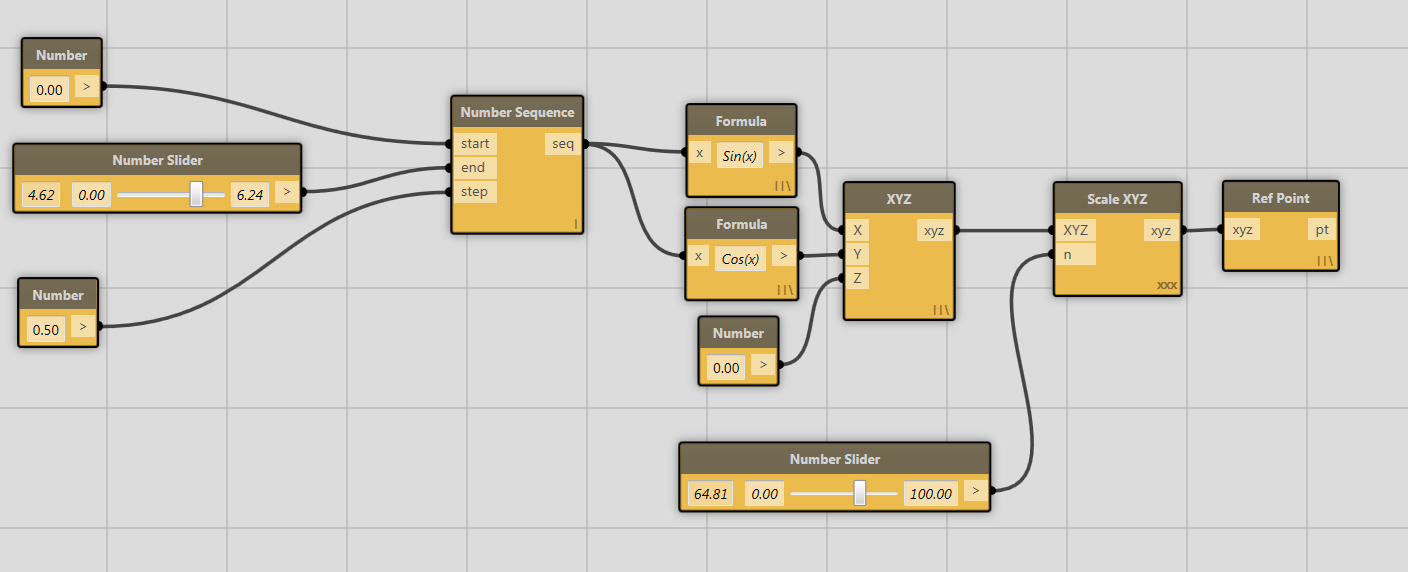 Number
0.00 >
Number Slider
4.62 0.00 6.24 >
Number
0.50 >
Number Sequence
start seq
end
step
|
Formula
x Sin(x) >
||\
Formula
x Cos(x) >
||\
Number
0.00 >
XYZ
X xyz
Y
Z
||\
Scale XYZ
XYZ xyz
n
xxx
Ref Point
xyz pt
||\
Number Slider
64.81 0.00 100.00 >